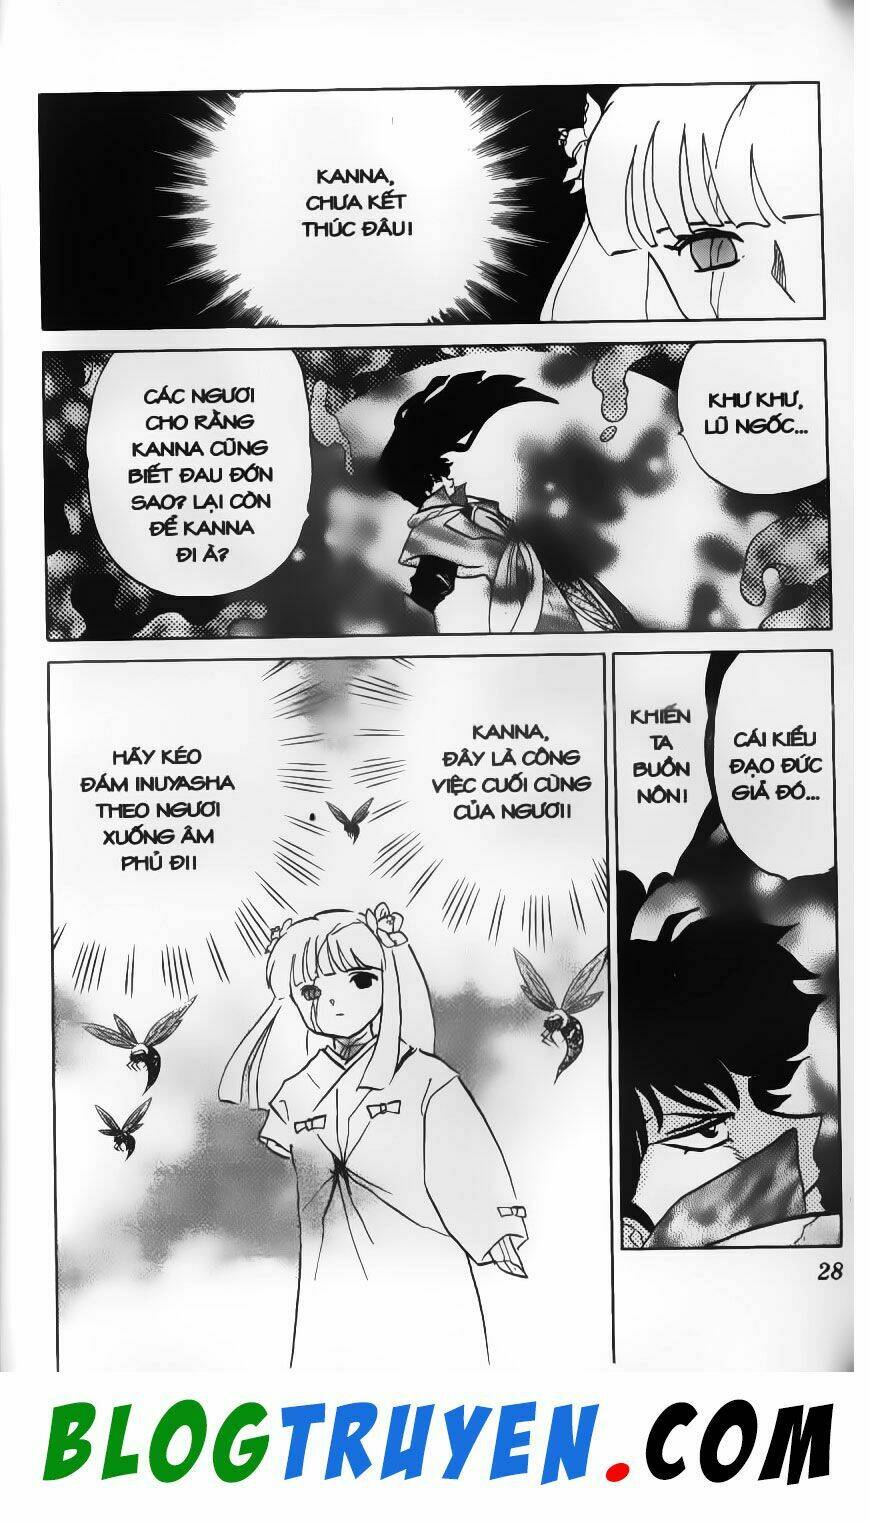 KANNA,
CHƯA KẾT
THÚC ĐÂU!
KHƯ KHƯ,
LŨ NGỐC...
CÁC NGƯƠI
CHO RẰNG
KANNA CŨNG
BIẾT ĐAU ĐỚN
SAO? LẠI CÒN
ĐỂ KANNA
ĐI À?
CÁI KIỂU
ĐẠO ĐỨC
GIẢ ĐÓ...
KHIẾN
TA
BUỒN
NÔN!
KANNA,
ĐÂY LÀ CÔNG
VIỆC CUỐI CÙNG
CỦA NGƯƠI!
HÃY KÉO
ĐÁM INUYASHA
THEO NGƯƠI
XUỐNG ÂM
PHỦ ĐI!
28
BLOGTRUYEN.COM